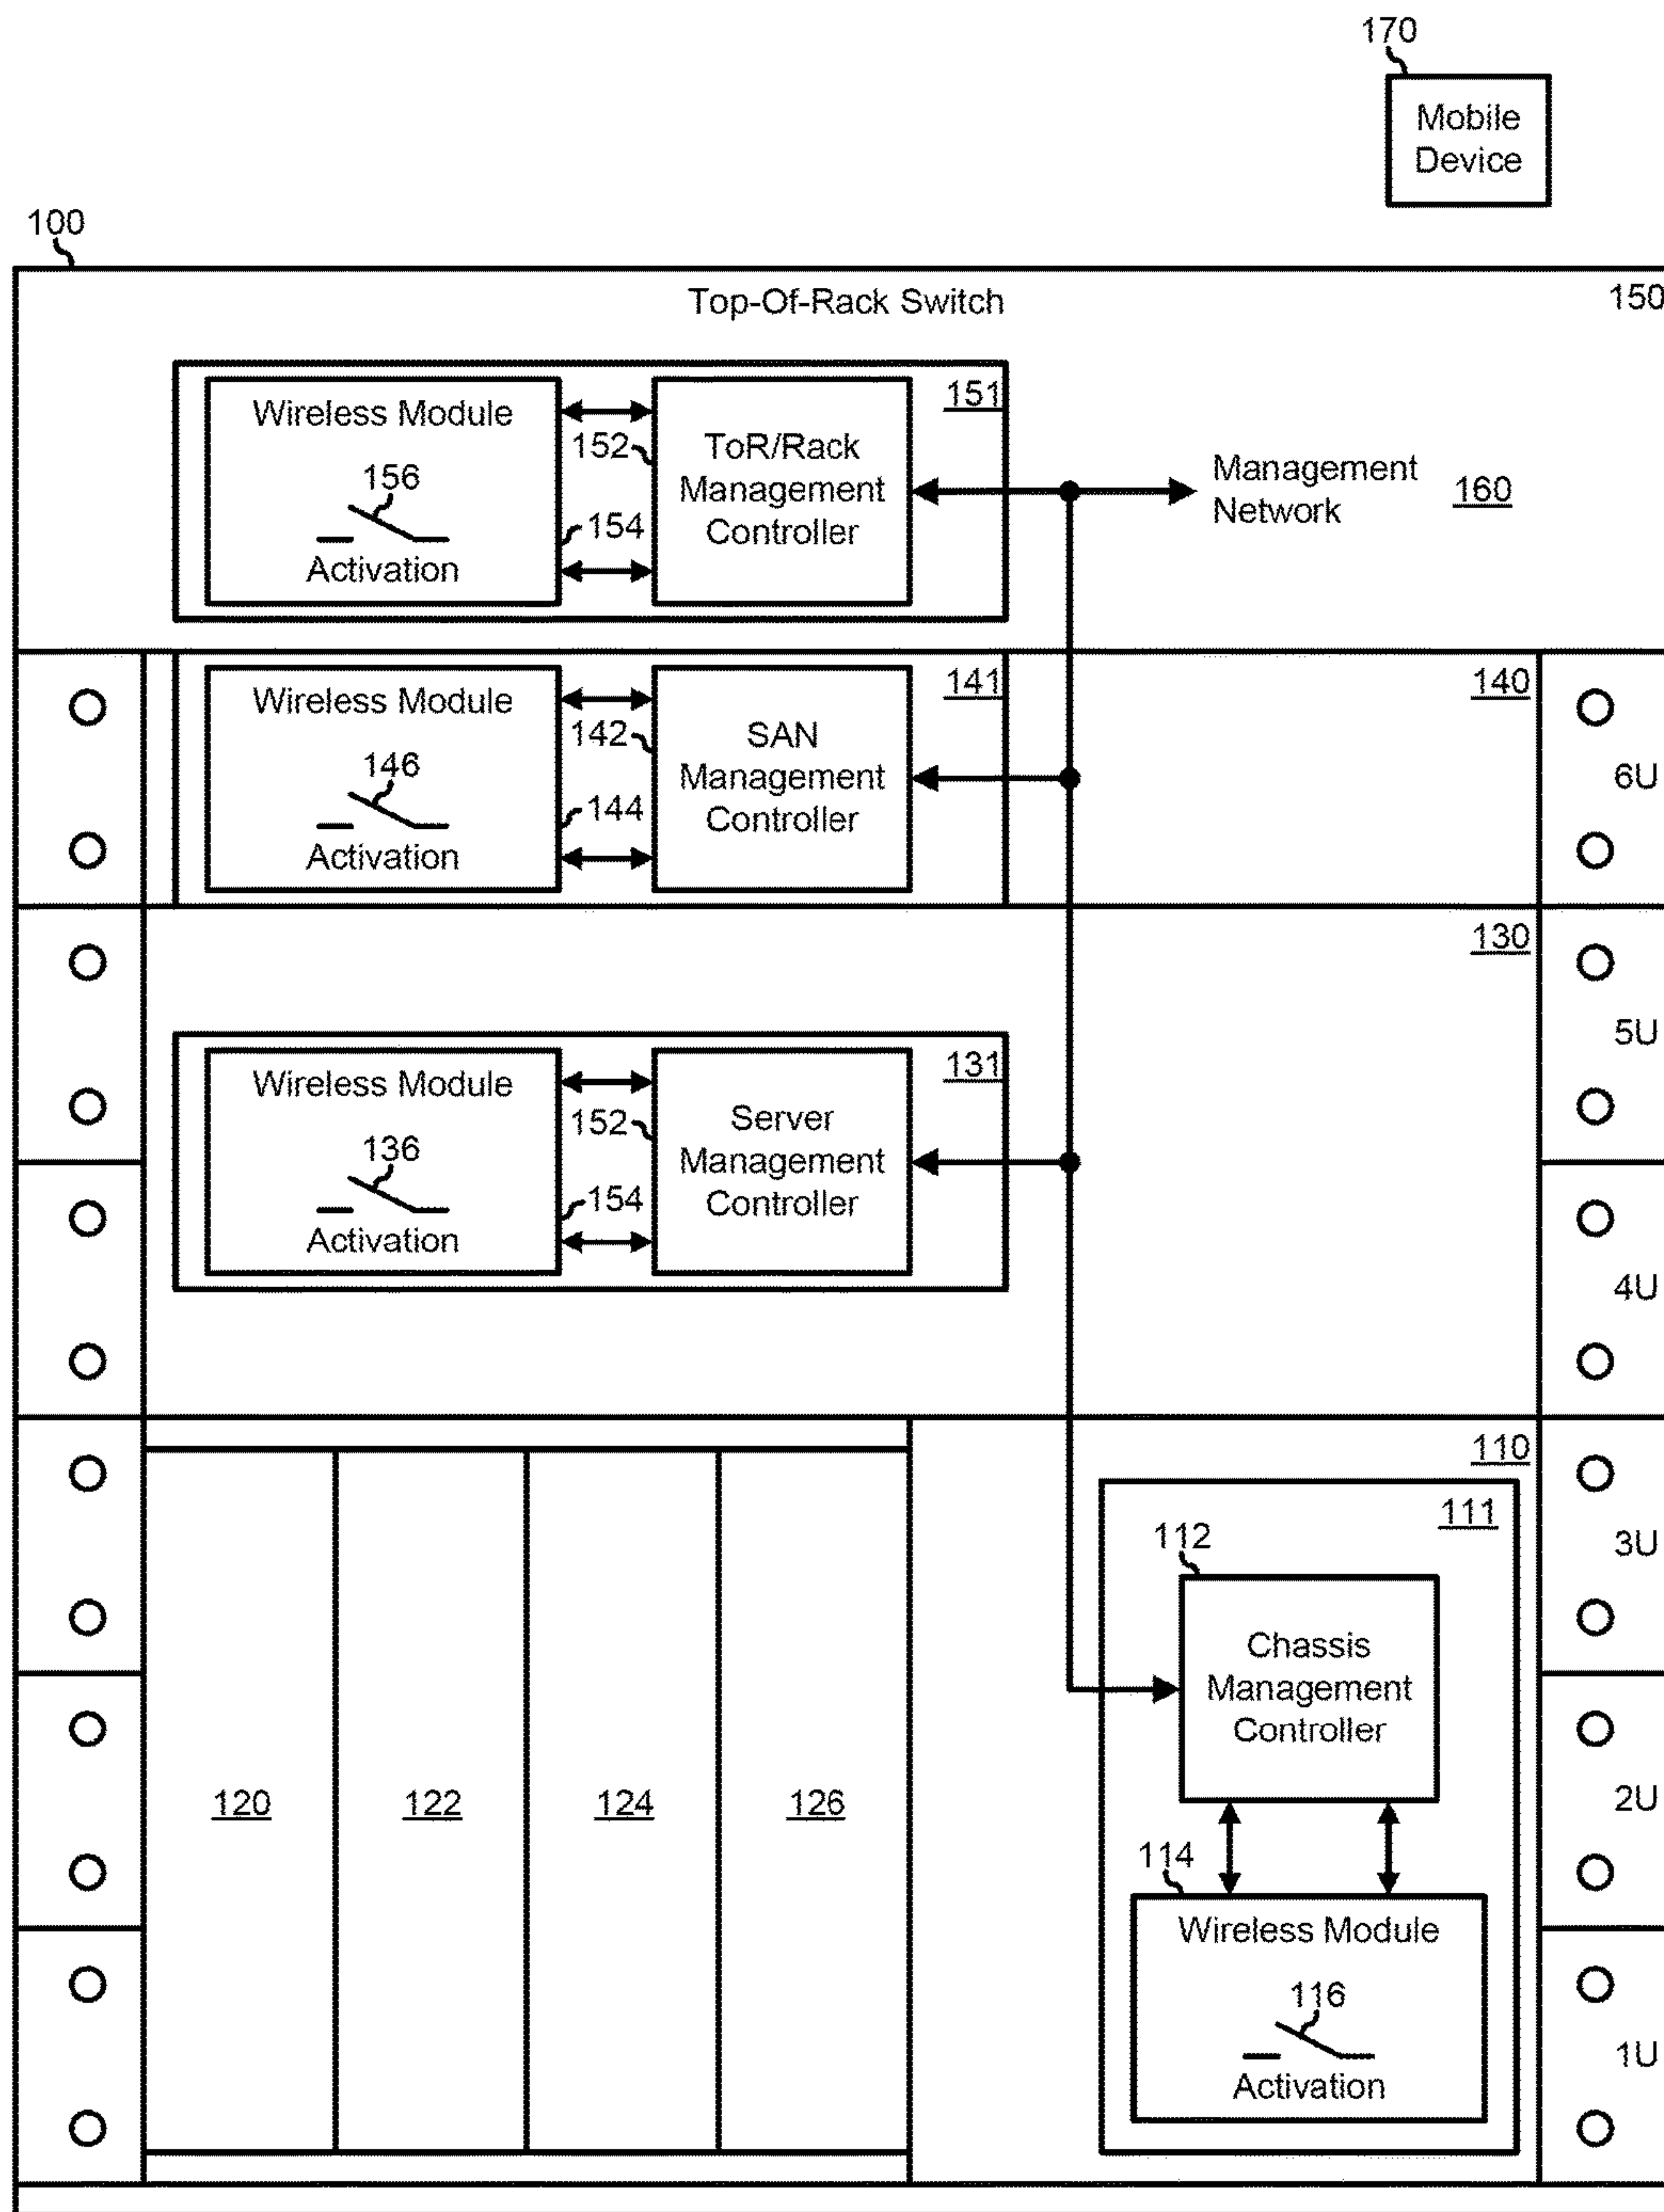 170
Mobile
Device
100
Top-Of-Rack Switch
150
Wireless Module
156
Activation
152
154
ToR/Rack
Management
Controller
151
Management
Network
160
Wireless Module
146
Activation
142
144
SAN
Management
Controller
141
140
6U
130
5U
Wireless Module
136
Activation
152
154
Server
Management
Controller
131
4U
110
111
3U
112
Chassis
Management
Controller
120
122
124
126
2U
114
Wireless Module
116
Activation
1U